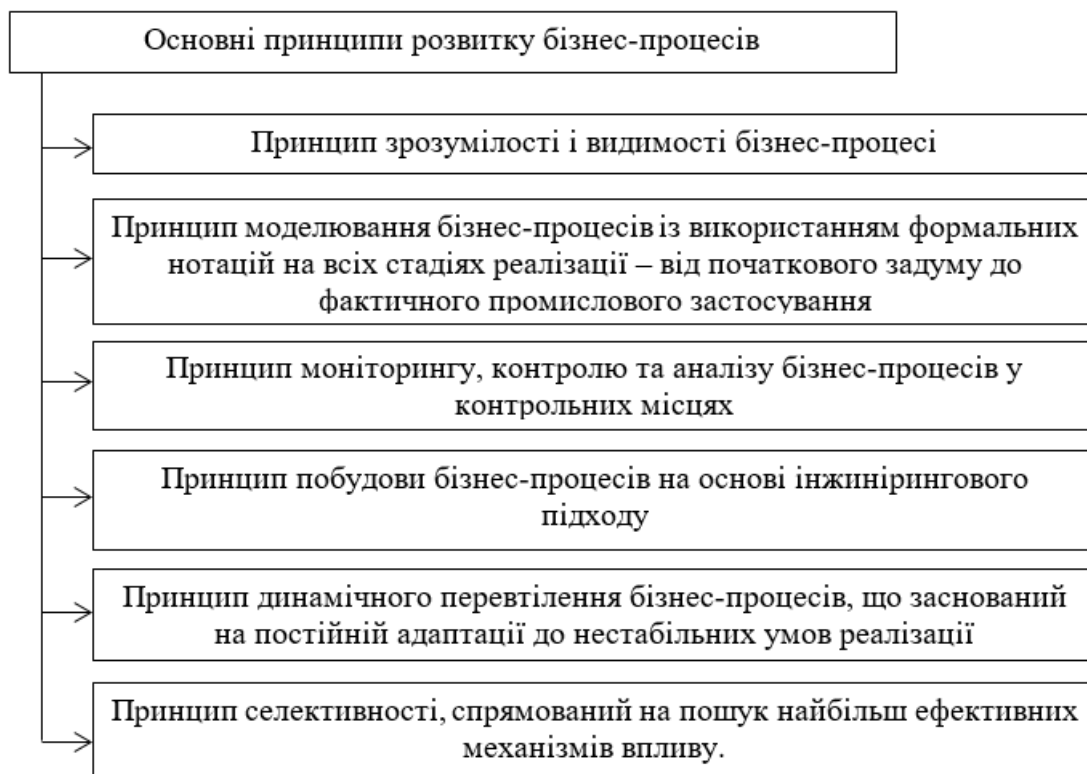 Основні принципи розвитку бізнес-процесів
Принцип зрозумілості і видимості бізнес-процесі
Принцип моделювання бізнес-процесів із використанням формальних
нотацій на всіх стадіях реалізації – від початкового задуму до
фактичного промислового застосування
Принцип моніторингу, контролю та аналізу бізнес-процесів у
контрольних місцях
Принцип побудови бізнес-процесів на основі інжинірингового
підходу
Принцип динамічного перевтілення бізнес-процесів, що заснований
на постійній адаптації до нестабільних умов реалізації
Принцип селективності, спрямований на пошук найбільш ефективних
механізмів впливу.